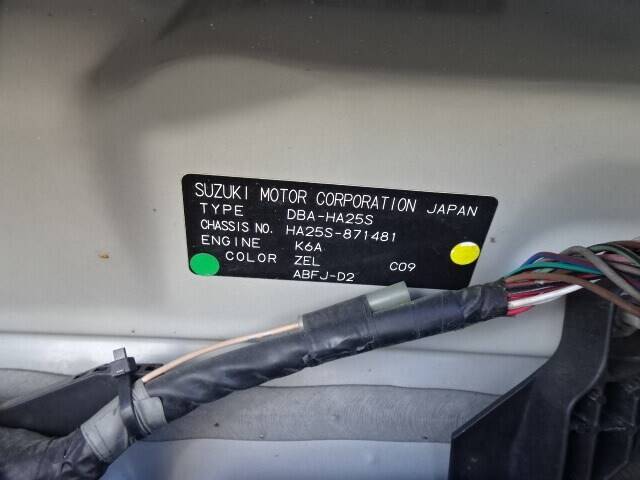 SUZUKI MOTOR CORPORATION JAPAN
TYPE DBA-HA25S
CHASSIS NO. HA25S-871481
ENGINE K6A
COLOR ZEL C09
ABFJ-D2